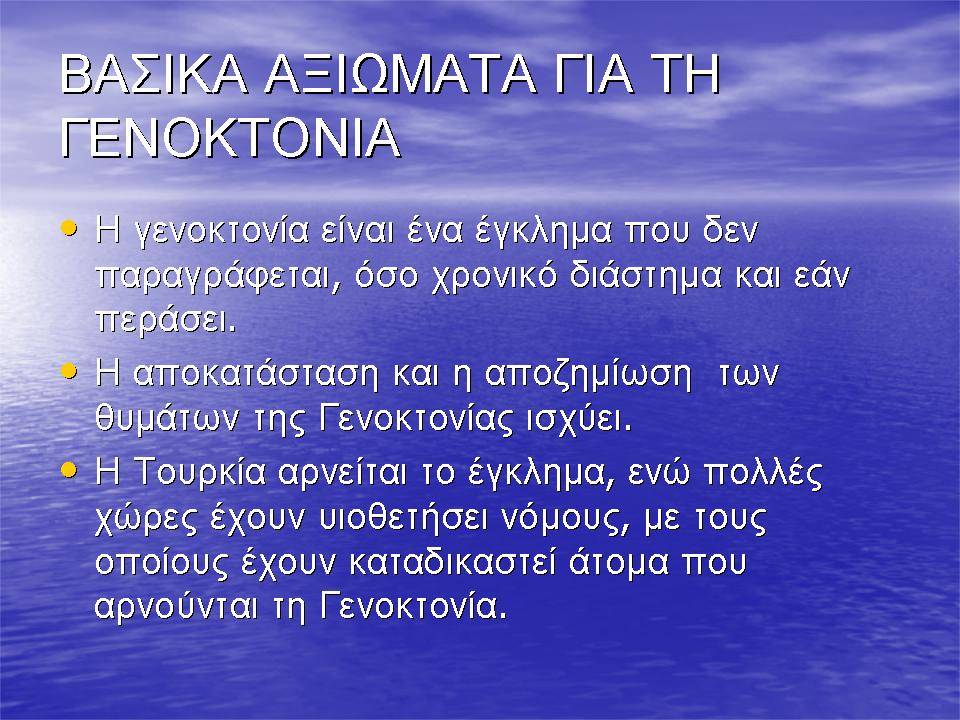 ΒΑΣΙΚΑ ΑΞΙΩΜΑΤΑ ΓΙΑ ΤΗ
ΓΕΝΟΚΤΟΝΙΑ
• Η γενοκτονία είναι ένα έγκλημα που δεν
παραγράφεται, όσο χρονικό διάστημα και εάν
περάσει.
• Η αποκατάσταση και η αποζημίωση  των
θυμάτων της Γενοκτονίας ισχύει.
• Η Τουρκία αρνείται το έγκλημα, ενώ πολλές
χώρες έχουν υιοθετήσει νόμους, με τους
οποίους έχουν καταδικαστεί άτομα που
αρνούνται τη Γενοκτονία.